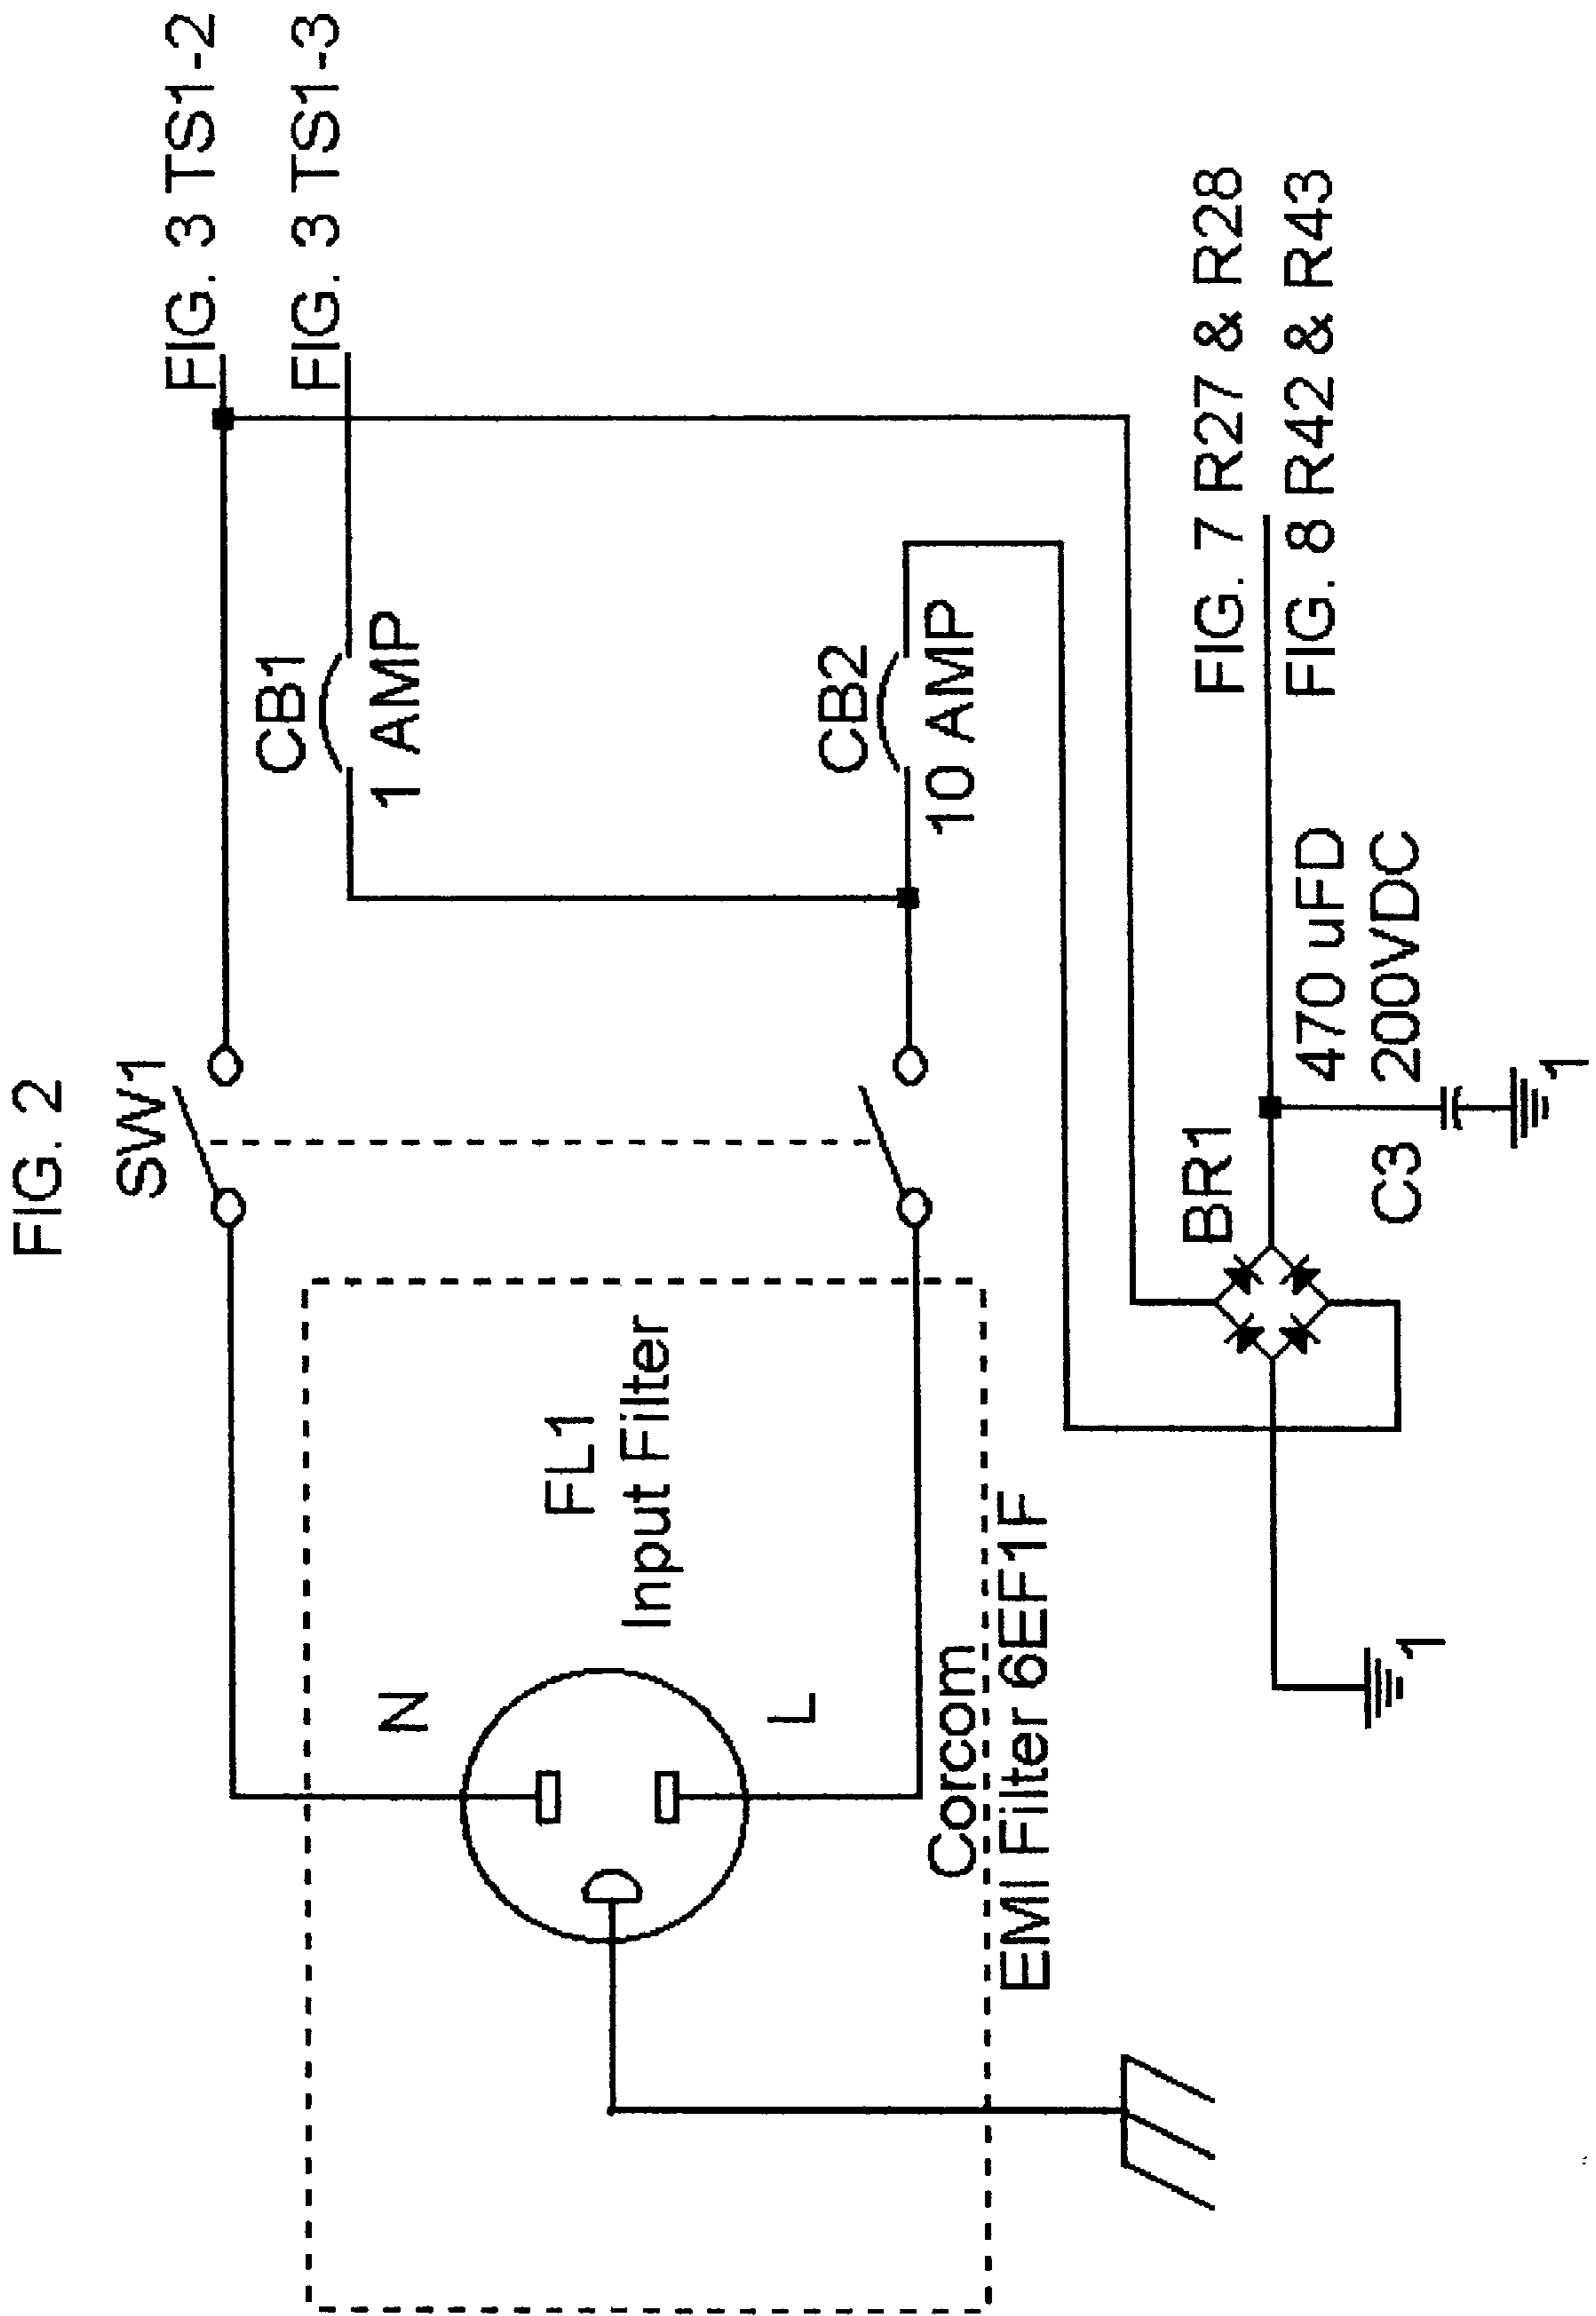 FIG. 2
SW1
FIG. 3 TS1-2
FIG. 3 TS1-3
CB1
1 AMP
N
FL1
Input Filter
L
CB2
10 AMP
Corcom
EMI Filter 6EF1F
BR1
FIG. 7 R27 & R28
FIG. 8 R42 & R43
470 uFD
200VDC
C3
1
1